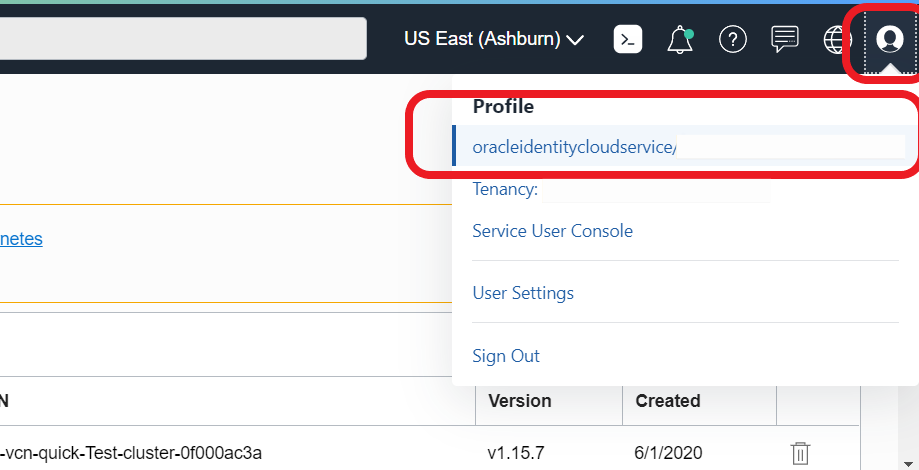 US East (Ashburn)
Profile
oracleidentitycloudservice/
Tenancy:
Service User Console
netes
User Settings
Sign Out
N
Version
Created
-vcn-quick-Test-cluster-0f000ac3a
v1.15.7
6/1/2020